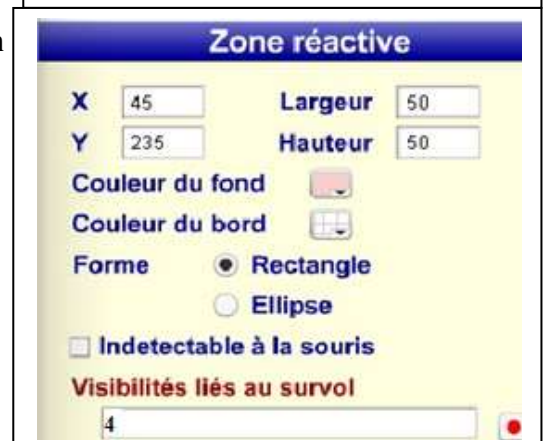 Zone réactive
X 45 Largeur 50
Y 235 Hauteur 50
Couleur du fond
Couleur du bord
Forme Rectangle
Ellipse
Indetectable à la souris
Visibilités liés au survol
4